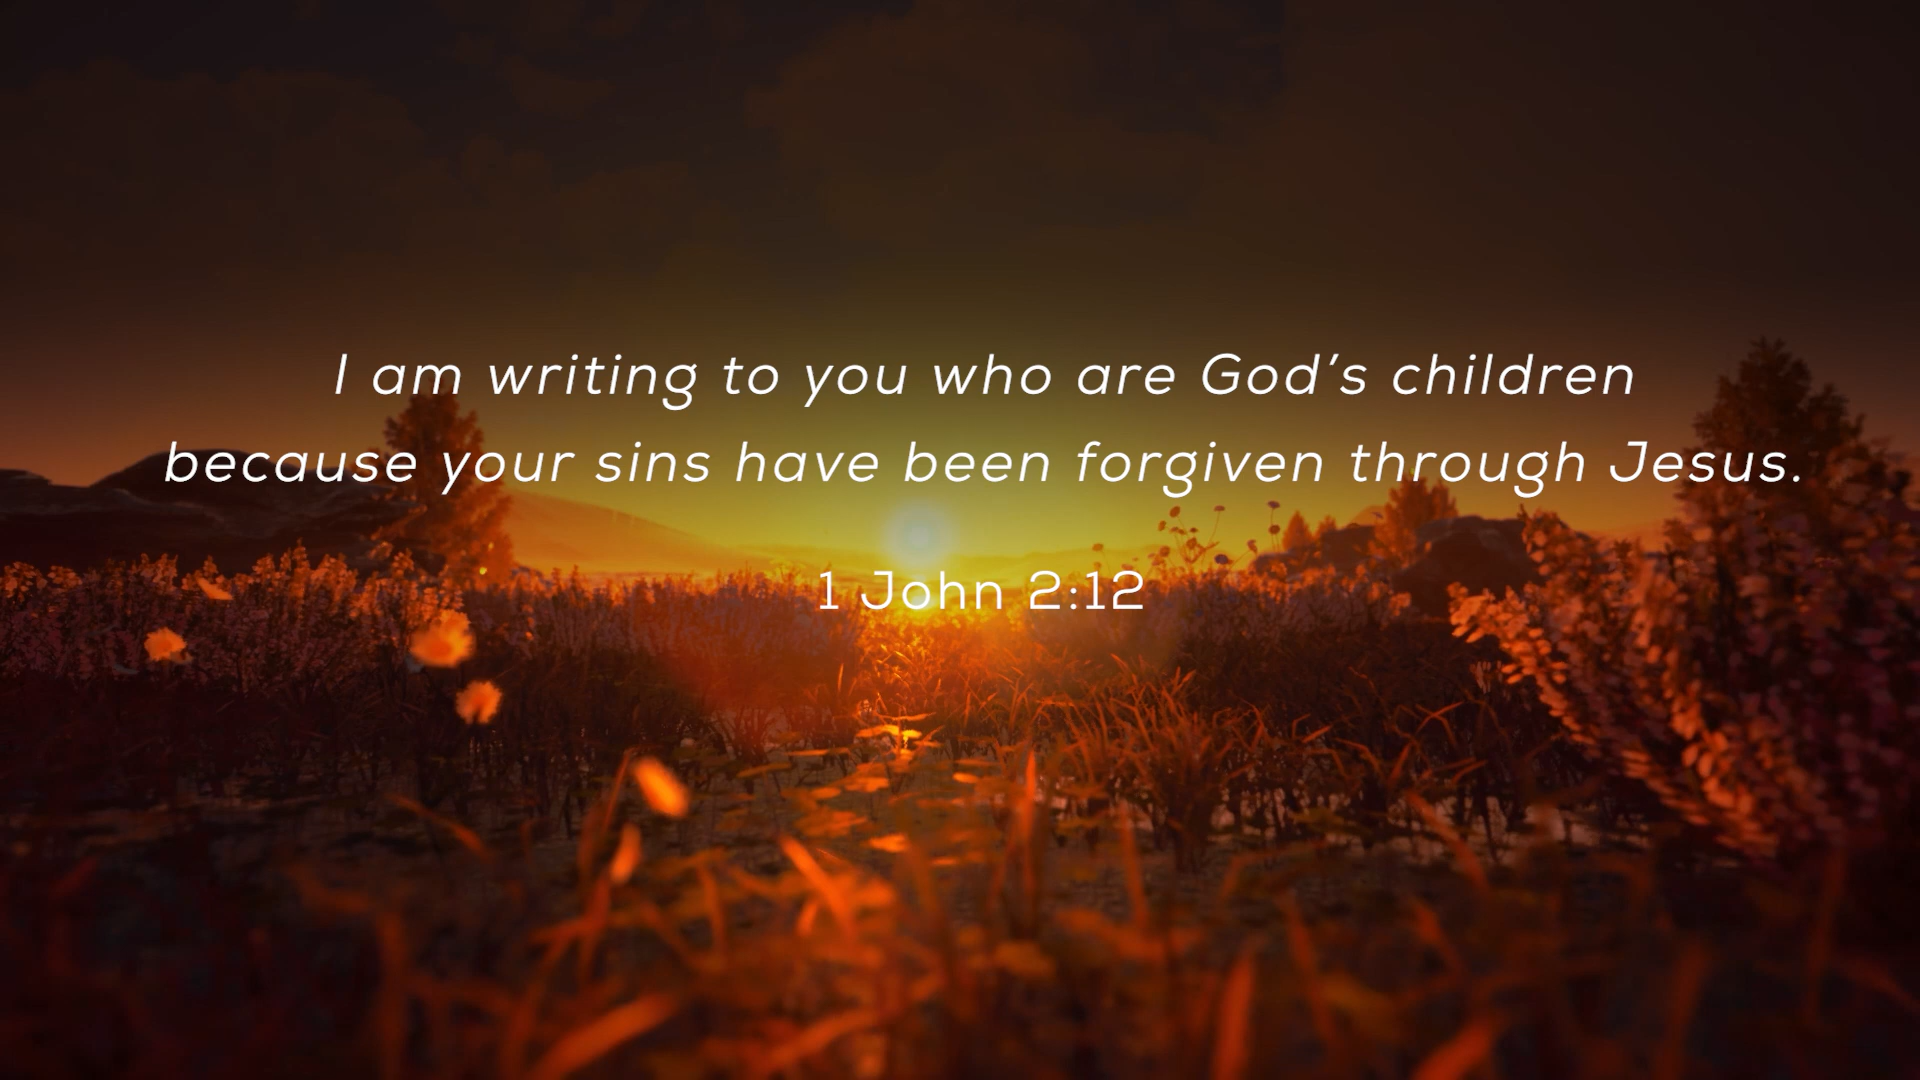 I am writing to you who are God’s children
because your sins have been forgiven through Jesus.
1 John 2:12